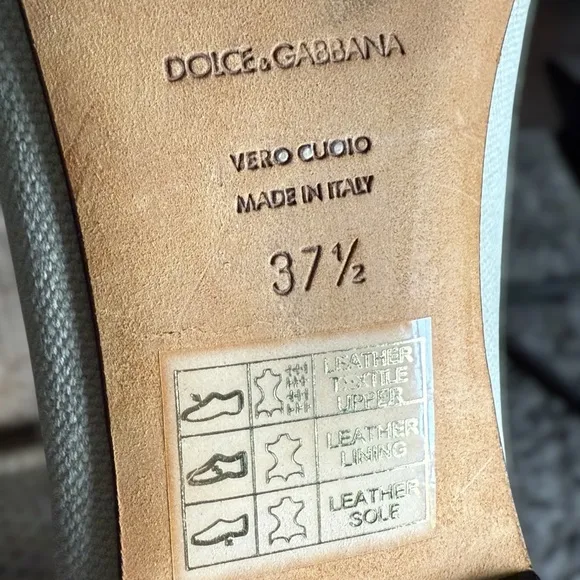 DOLCE & GABBANA
VERO CUOIO
MADE IN ITALY
37½
LEATHER
TEXTILE
UPPER
LEATHER
LINING
LEATHER
SOLE